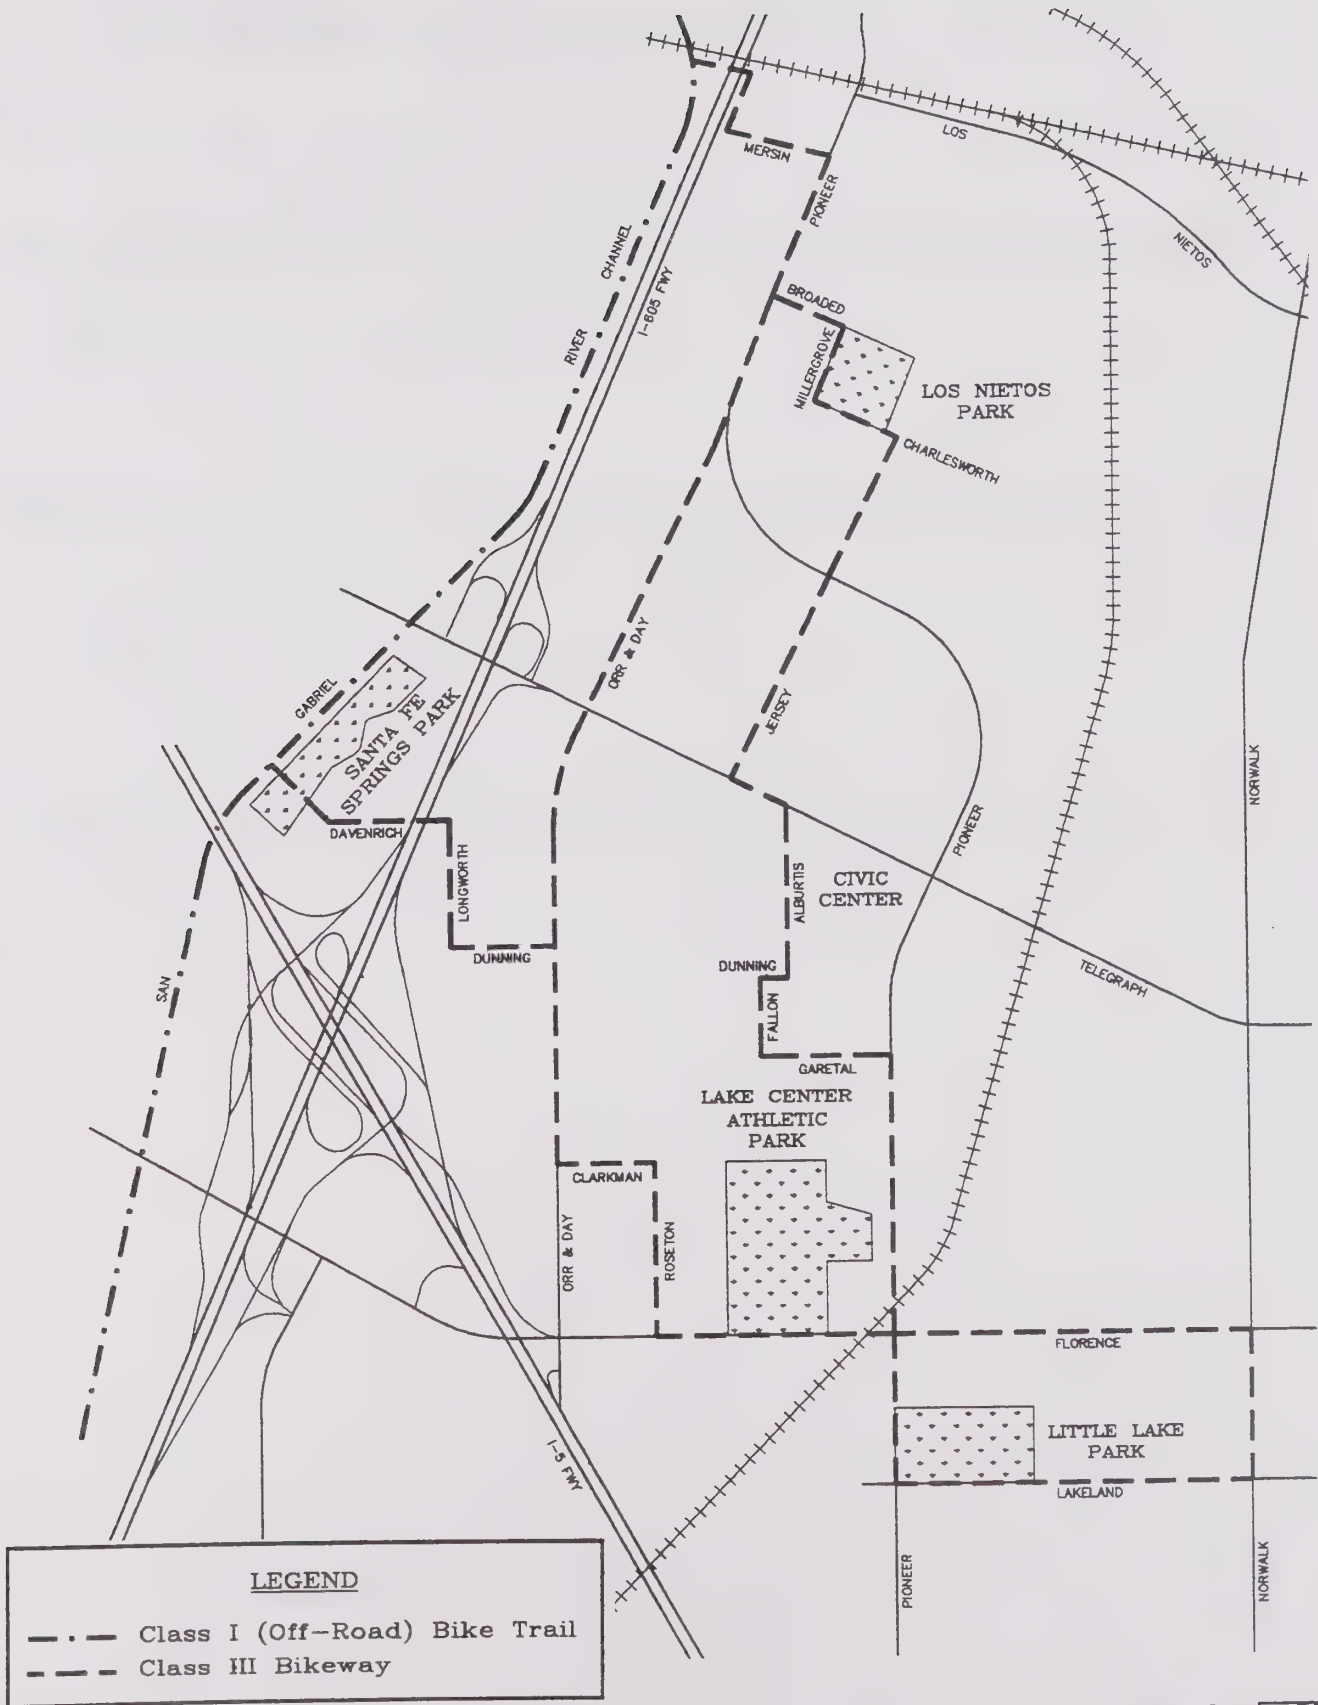 LOS
MERSIN
PIONEER
NIETOS
CHANNEL
I-605 FWY
RIVER
BROADED
MILLERGROVE
LOS NIETOS
PARK
CHARLESWORTH
ORR & DAY
JERSEY
GABRIEL
SANTA FE
SPRINGS PARK
NORWALK
DAVENRICH
PIONEER
LONGWORTH
ALBURTIS
CIVIC
CENTER
DUNNING
DUNNING
TELEGRAPH
SAN
FALLON
GARETAL
LAKE CENTER
ATHLETIC
PARK
CLARKMAN
ORR & DAY
ROSETON
FLORENCE
LITTLE LAKE
PARK
I-5 FWY
LAKELAND
PIONEER
NORWALK
LEGEND
Class I (Off-Road) Bike Trail
Class III Bikeway